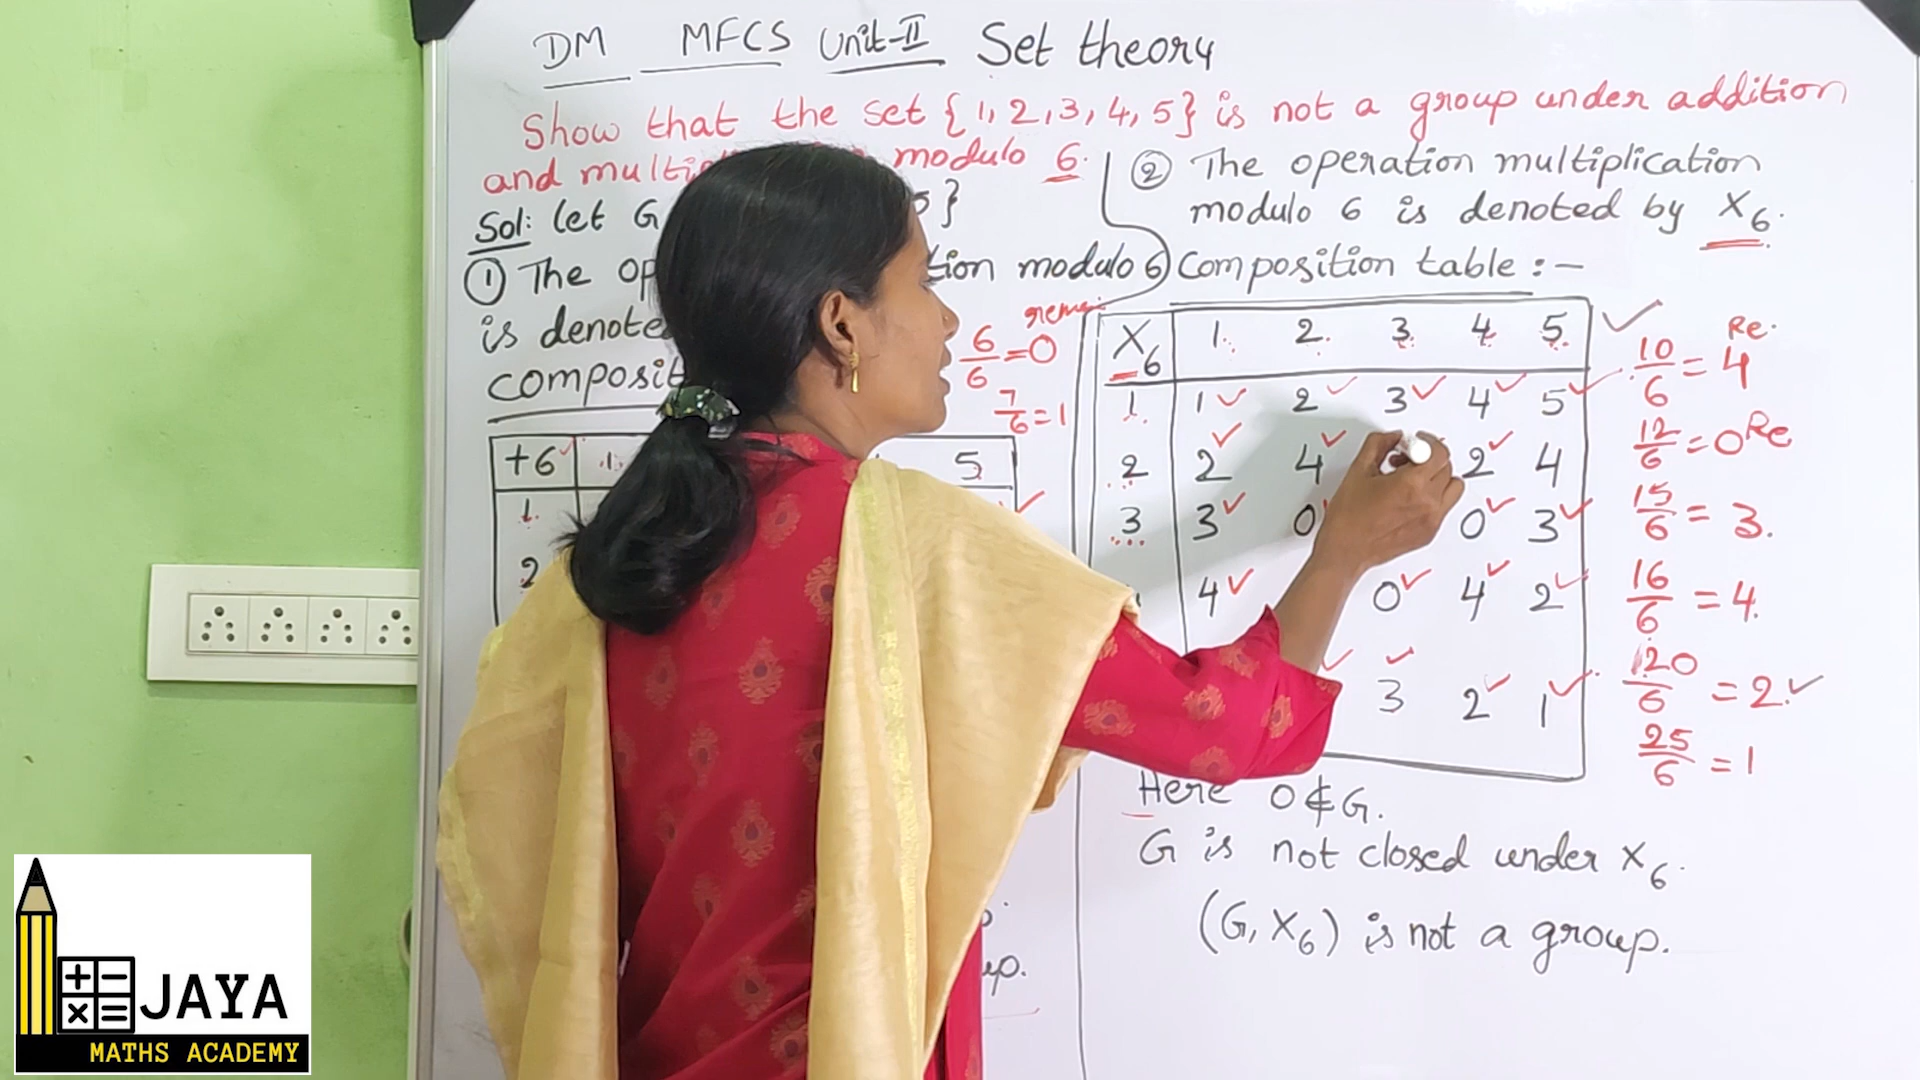 DM MFCS Unit-II Set theory
Show that the set {1, 2, 3, 4, 5} is not a group under addition
and multi modulo 6.
Sol: let G 5}
① The op tion modulo 6
is denote
composit
6/6 = 0
7/6 = 1
+6 1 5
1
2
up.
② The operation multiplication
modulo 6 is denoted by X6.
Composition table :-
X6 1 2 3 4 5
1 1 2 3 4 5
2 2 4 2 4
3 3 0 0 3
4 0 4 2
3 2 1
Re.
10/6 = 4
12/6 = 0 Re
15/6 = 3.
16/6 = 4.
120/6 = 2
25/6 = 1
Here 0 ∉ G.
G is not closed under X6.
(G, X6) is not a group.
JAYA
MATHS ACADEMY